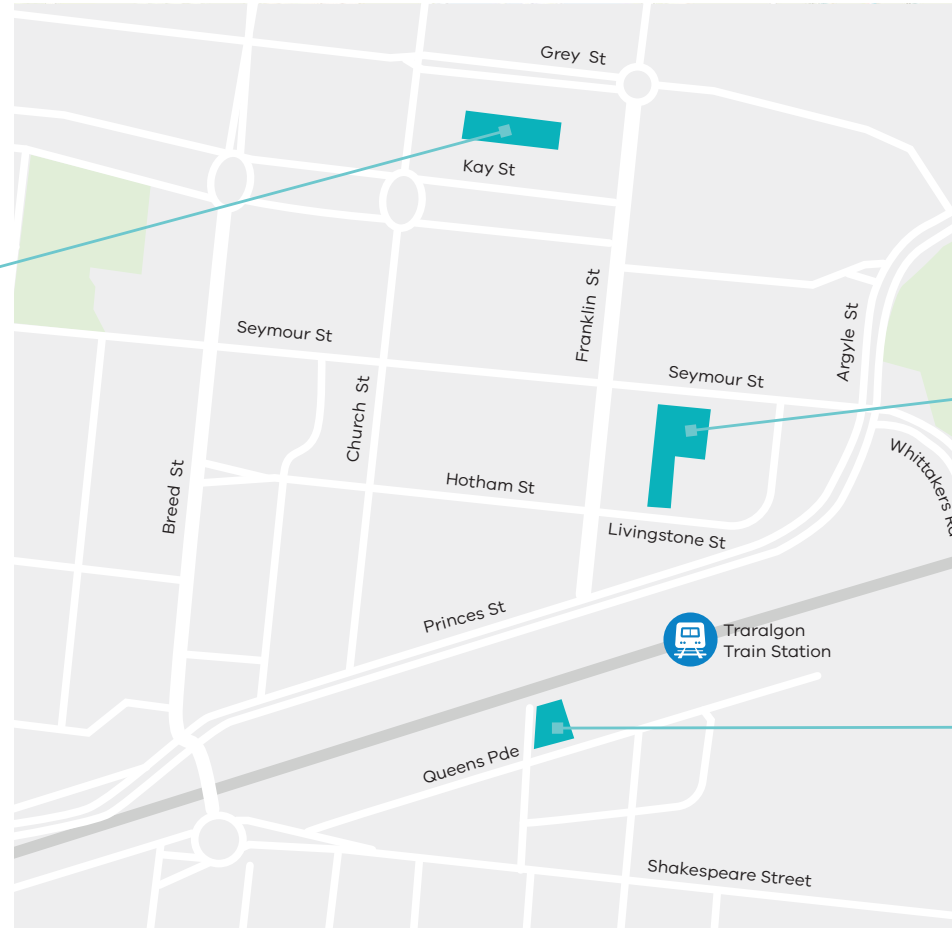 Grey St
Kay St
Franklin St
Argyle St
Seymour St
Seymour St
Church St
Breed St
Hotham St
Whittakers Rd
Livingstone St
Princes St
Traralgon
Train Station
Queens Pde
Shakespeare Street